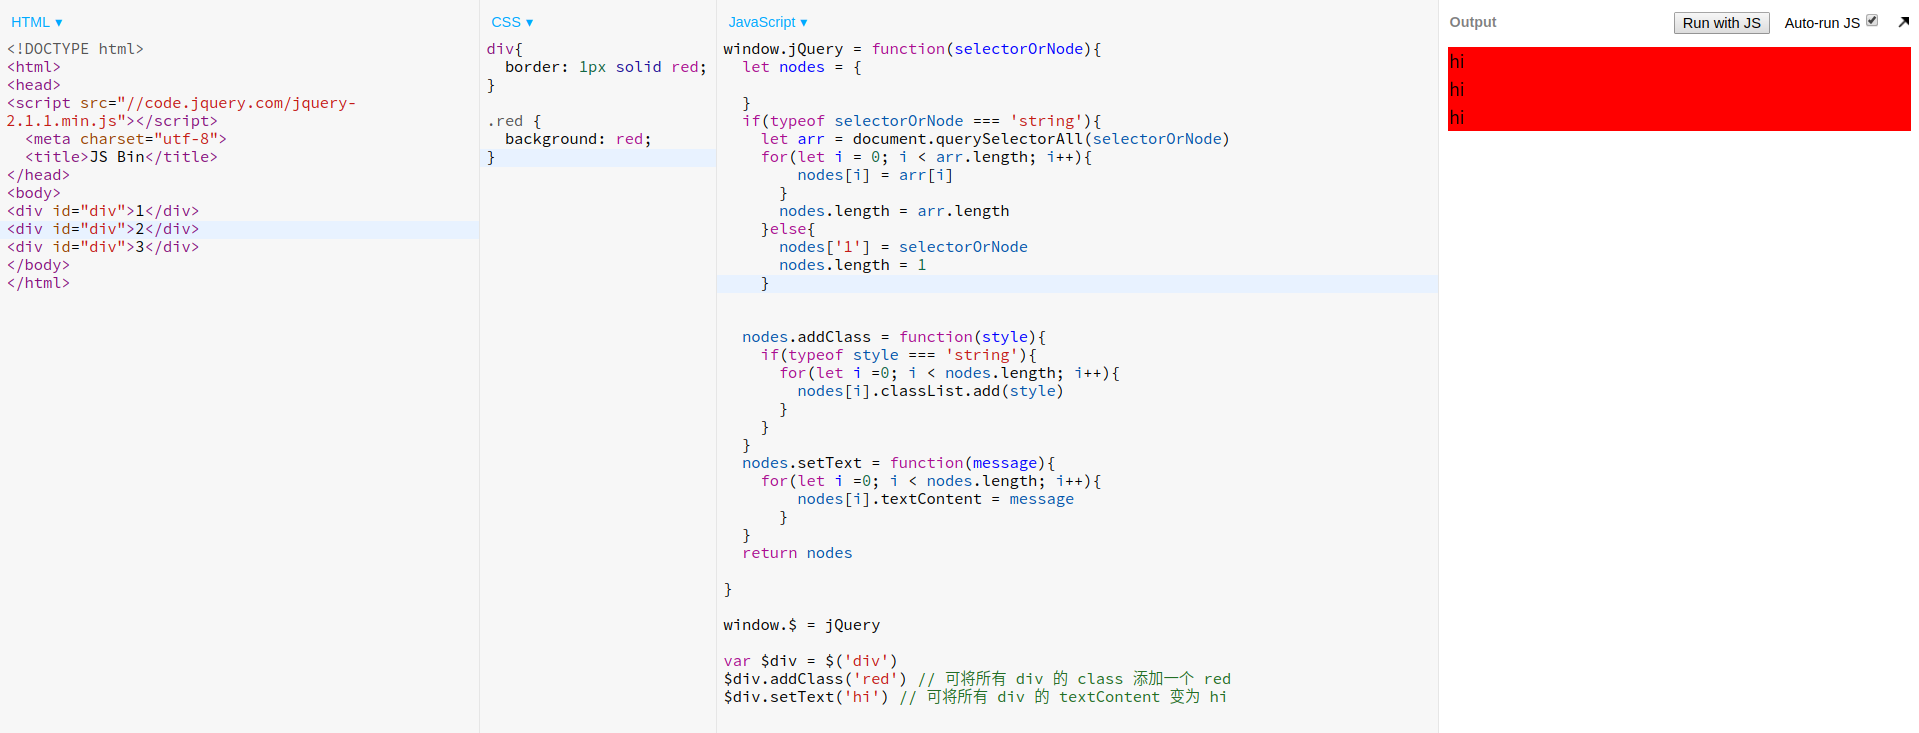 HTML ▾
<!DOCTYPE html>
<html>
<head>
<script src="//code.jquery.com/jquery-
2.1.1.min.js"></script>
  <meta charset="utf-8">
  <title>JS Bin</title>
</head>
<body>
<div id="div">1</div>
<div id="div">2</div>
<div id="div">3</div>
</body>
</html>
CSS ▾
div{
  border: 1px solid red;
}

.red {
  background: red;
}
JavaScript ▾
window.jQuery = function(selectorOrNode){
  let nodes = {

  }
  if(typeof selectorOrNode === 'string'){
    let arr = document.querySelectorAll(selectorOrNode)
    for(let i = 0; i < arr.length; i++){
        nodes[i] = arr[i]
      }
      nodes.length = arr.length
    }else{
      nodes['1'] = selectorOrNode
      nodes.length = 1
    }


  nodes.addClass = function(style){
    if(typeof style === 'string'){
      for(let i =0; i < nodes.length; i++){
        nodes[i].classList.add(style)
      }
    }
  }
  nodes.setText = function(message){
    for(let i =0; i < nodes.length; i++){
        nodes[i].textContent = message
      }
  }
  return nodes

}

window.$ = jQuery

var $div = $('div')
$div.addClass('red') // 可将所有 div 的 class 添加一个 red
$div.setText('hi') // 可将所有 div 的 textContent 变为 hi
Output
Run with JS
Auto-run JS
hi
hi
hi